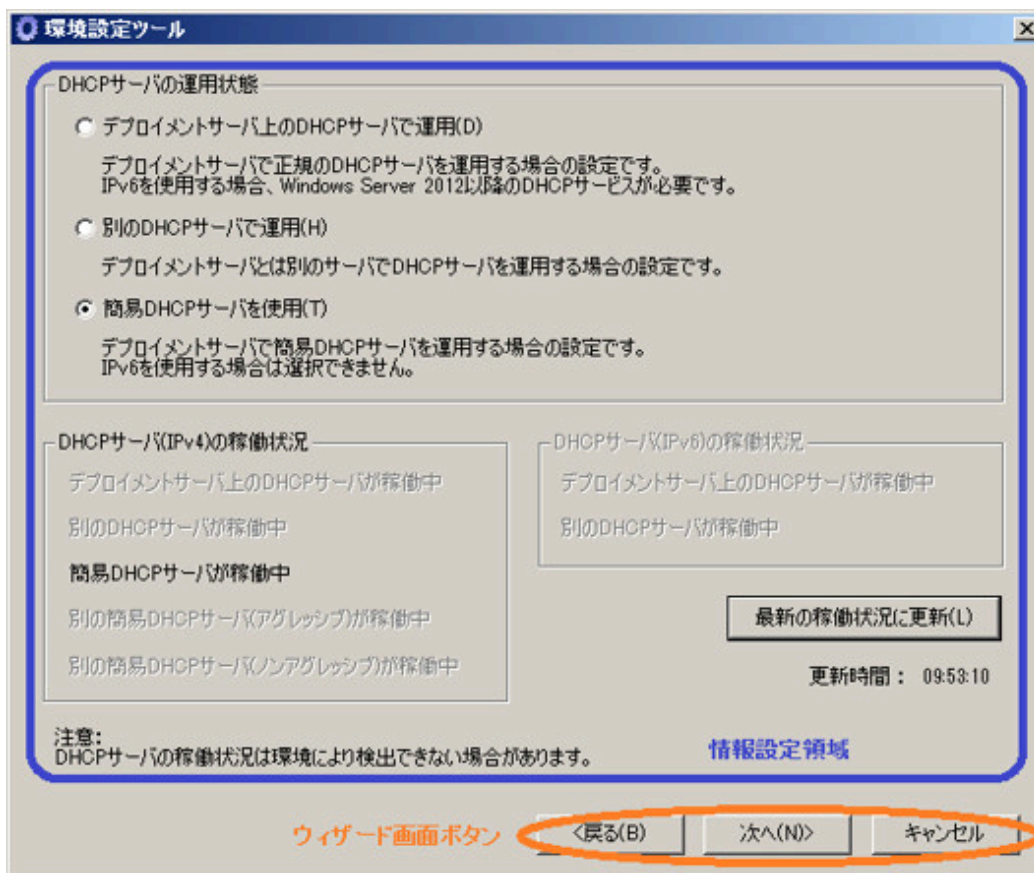 環境設定ツール
DHCPサーバの運用状態
デプロイメントサーバ上のDHCPサーバで運用(D)
デプロイメントサーバで正規のDHCPサーバを運用する場合の設定です。
IPv6を使用する場合、Windows Server 2012以降のDHCPサービスが必要です。
別のDHCPサーバで運用(H)
デプロイメントサーバとは別のサーバでDHCPサーバを運用する場合の設定です。
簡易DHCPサーバを使用(T)
デプロイメントサーバで簡易DHCPサーバを運用する場合の設定です。
IPv6を使用する場合は選択できません。
DHCPサーバ(IPv4)の稼働状況
デプロイメントサーバ上のDHCPサーバが稼働中
別のDHCPサーバが稼働中
簡易DHCPサーバが稼働中
別の簡易DHCPサーバ(アグレッシブ)が稼働中
別の簡易DHCPサーバ(ノンアグレッシブ)が稼働中
DHCPサーバ(IPv6)の稼働状況
デプロイメントサーバ上のDHCPサーバが稼働中
別のDHCPサーバが稼働中
最新の稼働状況に更新(L)
更新時間： 09:53:10
注意:
DHCPサーバの稼働状況は環境により検出できない場合があります。
情報設定領域
ウィザード画面ボタン
<戻る(B)
次へ(N)>
キャンセル